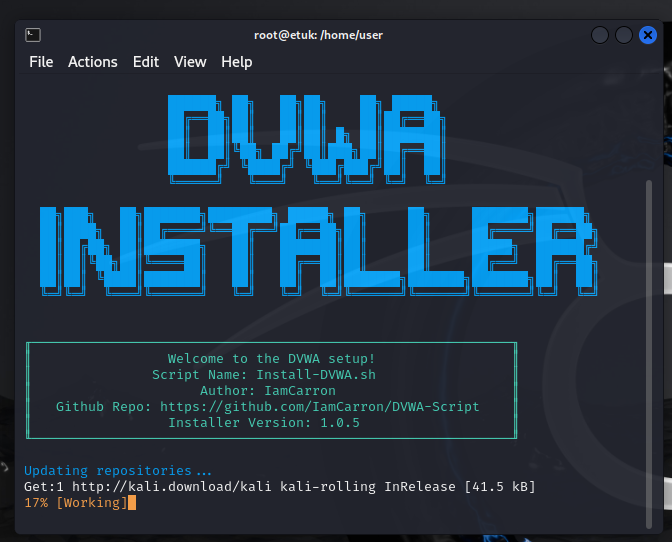 root@etuk: /home/user
File Actions Edit View Help
DVWA
INSTALLER
Welcome to the DVWA setup!
Script Name: Install-DVWA.sh
Author: IamCarron
Github Repo: https://github.com/IamCarron/DVWA-Script
Installer Version: 1.0.5
Updating repositories...
Get:1 http://kali.download/kali kali-rolling InRelease [41.5 kB]
17% [Working]